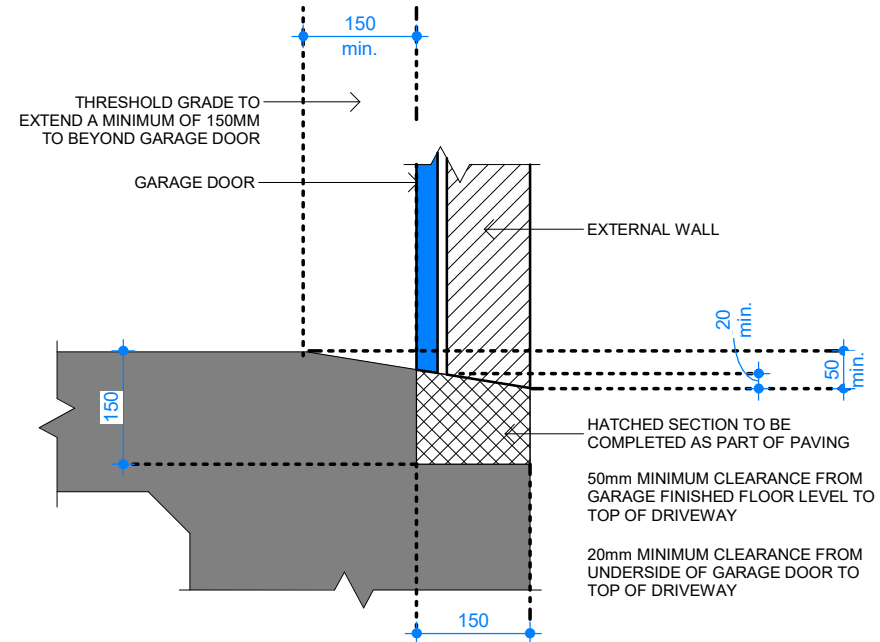 150
min.
THRESHOLD GRADE TO
EXTEND A MINIMUM OF 150MM
TO BEYOND GARAGE DOOR
GARAGE DOOR
EXTERNAL WALL
20
min.
50
min.
150
HATCHED SECTION TO BE
COMPLETED AS PART OF PAVING
50mm MINIMUM CLEARANCE FROM
GARAGE FINISHED FLOOR LEVEL TO
TOP OF DRIVEWAY
20mm MINIMUM CLEARANCE FROM
UNDERSIDE OF GARAGE DOOR TO
TOP OF DRIVEWAY
150